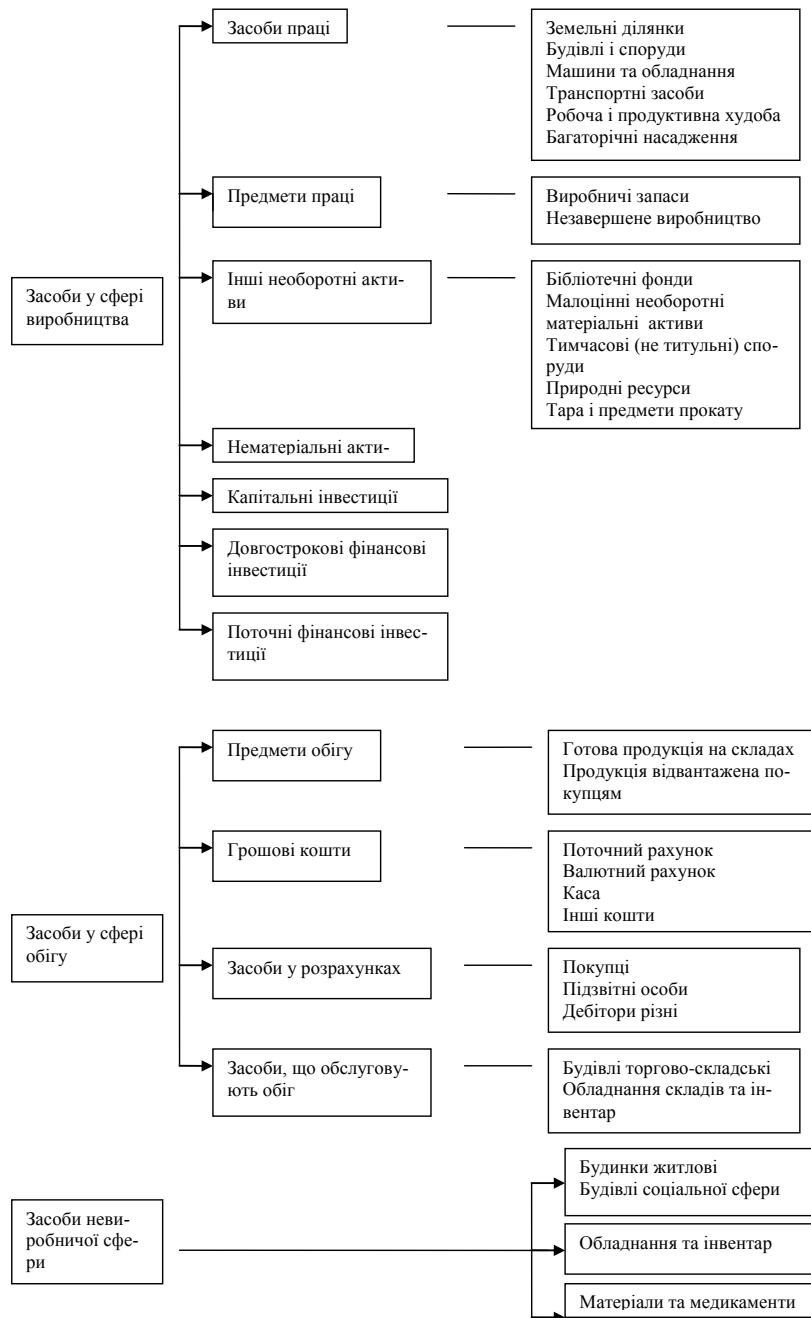 Засоби праці
Земельні ділянки
Будівлі і споруди
Машини та обладнання
Транспортні засоби
Робоча і продуктивна худоба
Багаторічні насадження
Предмети праці
Виробничі запаси
Незавершене виробництво
Засоби у сфері
виробництва
Інші необоротні акти-
ви
Бібліотечні фонди
Малоцінні необоротні
матеріальні активи
Тимчасові (не титульні) спо-
руди
Природні ресурси
Тара і предмети прокату
Нематеріальні акти-
Капітальні інвестиції
Довгострокові фінансові
інвестиції
Поточні фінансові інвес-
тиції
Предмети обігу
Готова продукція на складах
Продукція відвантажена по-
купцям
Грошові кошти
Поточний рахунок
Валютний рахунок
Каса
Інші кошти
Засоби у сфері
обігу
Засоби у розрахунках
Покупці
Підзвітні особи
Дебітори різні
Засоби, що обслугову-
ють обіг
Будівлі торгово-складські
Обладнання складів та ін-
вентар
Засоби неви-
робничої сфе-
ри
Будинки житлові
Будівлі соціальної сфери
Обладнання та інвентар
Матеріали та медикаменти